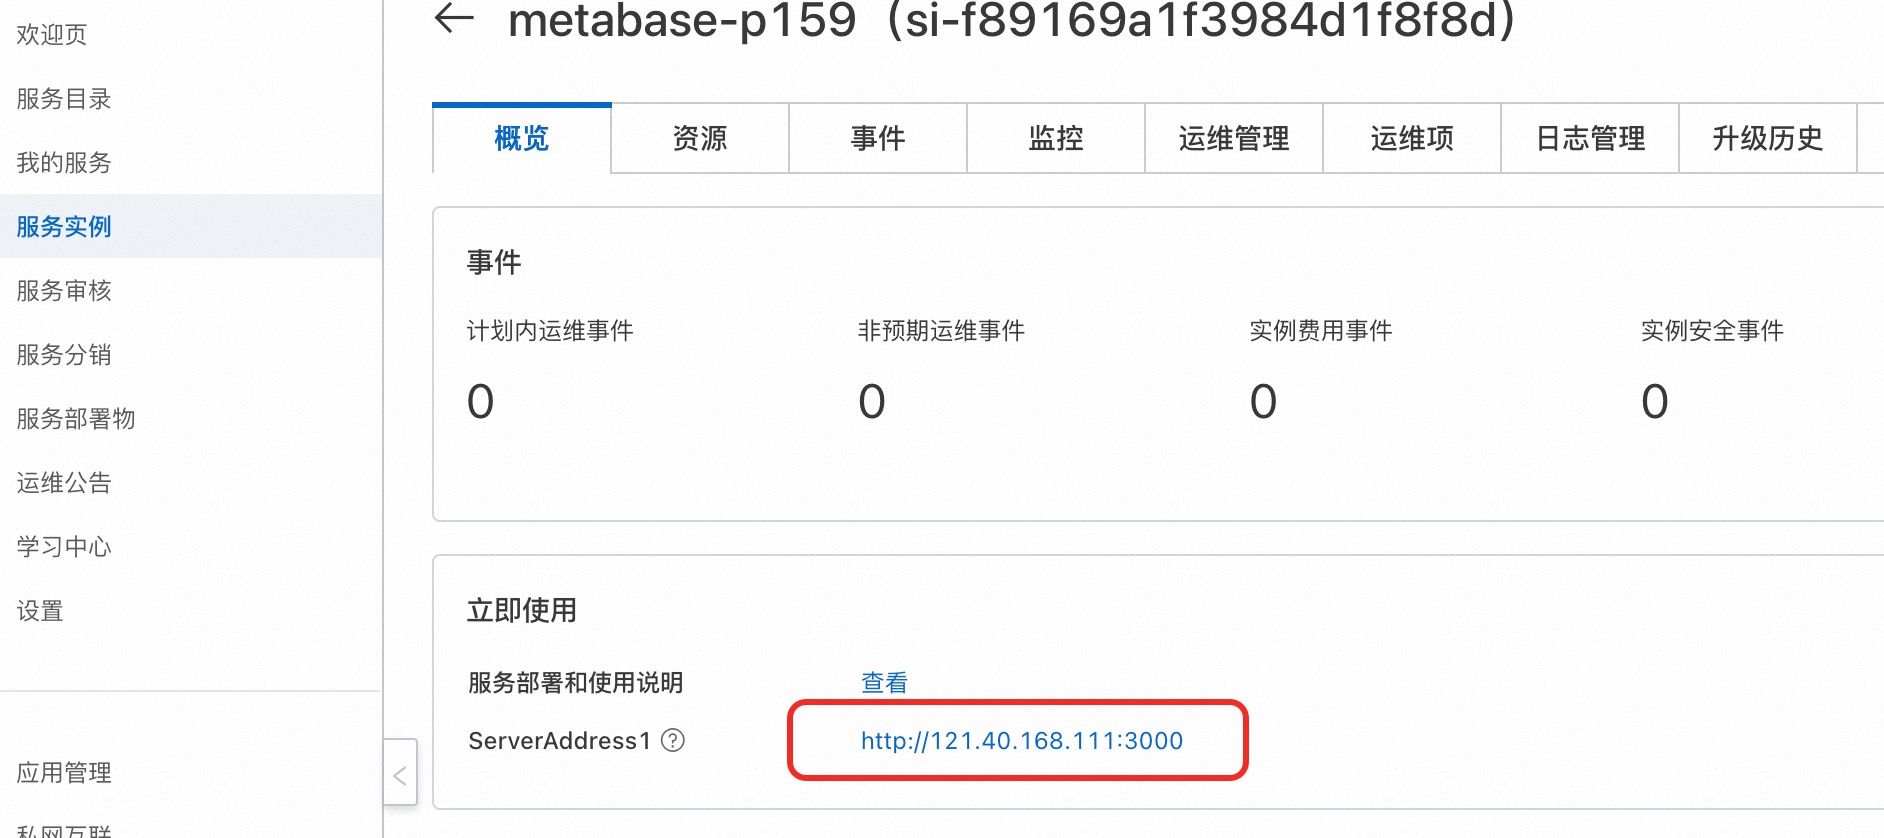 欢迎页
服务目录
我的服务
服务实例
服务审核
服务分销
服务部署物
运维公告
学习中心
设置
应用管理
私网互联
metabase-p159（si-f89169a1f3984d1f8f8d）
概览 资源 事件 监控 运维管理 运维项 日志管理 升级历史
事件
计划内运维事件 非预期运维事件 实例费用事件 实例安全事件
0 0 0 0
立即使用
服务部署和使用说明 查看
ServerAddress1 ? http://121.40.168.111:3000